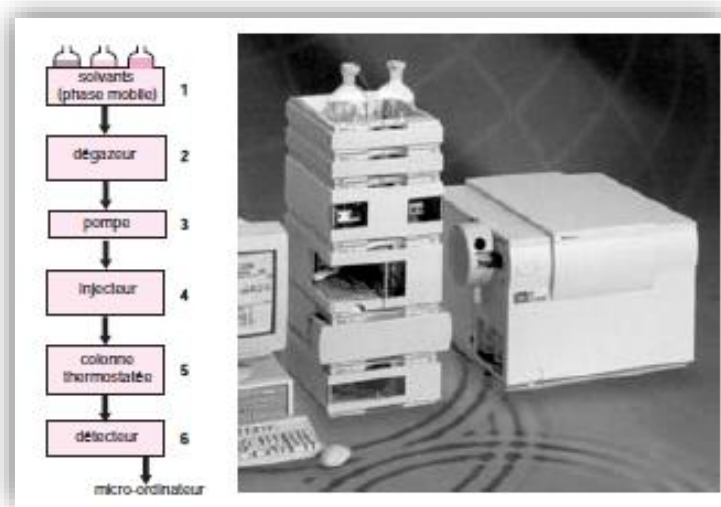 solvants
(phase mobile)
1
dégazeur
2
pompe
3
injecteur
4
colonne
thermostatée
5
détecteur
6
micro-ordinateur